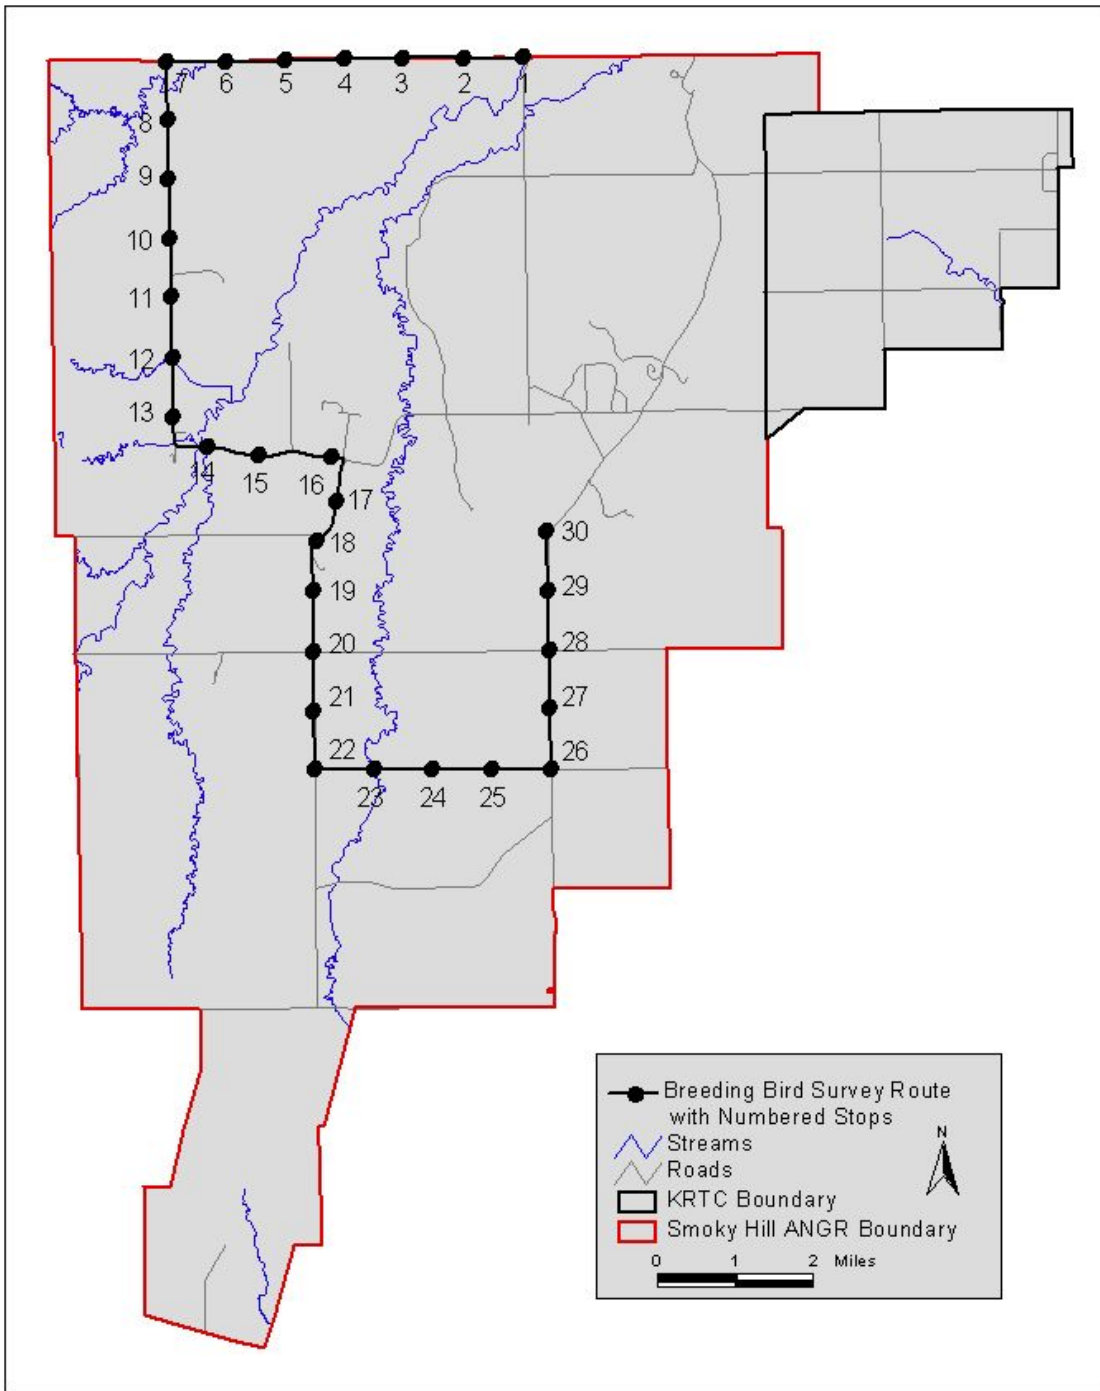 7 6 5 4 3 2 1
8
9
10
11
12
13
14 15 16
17
18
30
19
29
20
28
21
27
22
26
23 24 25
Breeding Bird Survey Route
with Numbered Stops
Streams
Roads
KRTC Boundary
Smoky Hill ANGR Boundary
N
0 1 2 Miles